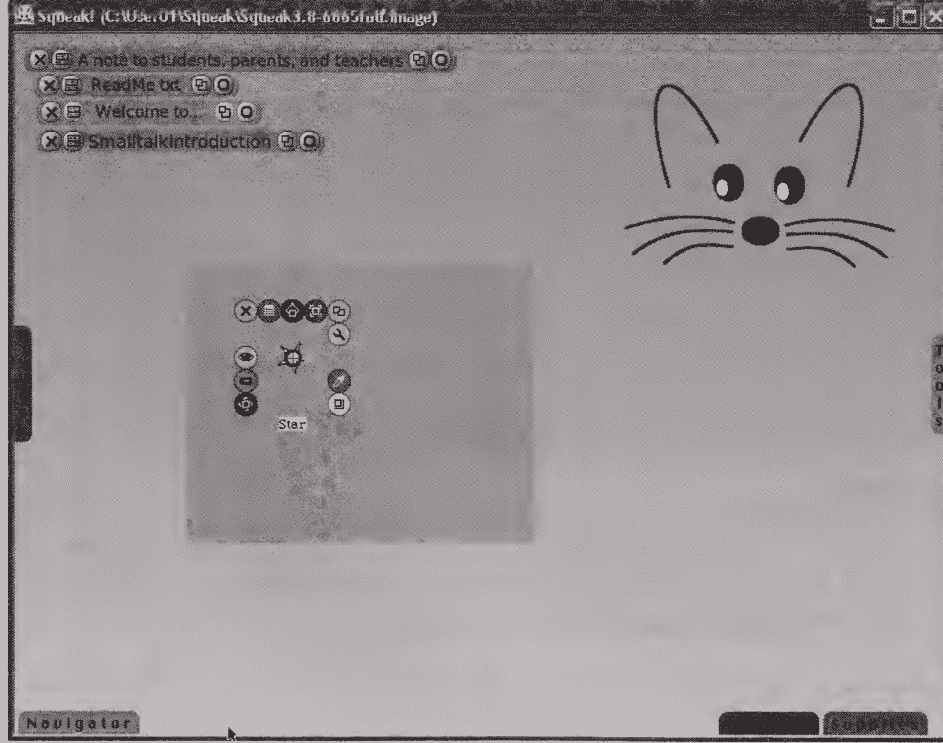 Squeak! (C:\User01\Squeak\Squeak3.8-6665full.image)
A note to students, parents, and teachers
ReadMe.txt
Welcome to...
SmalltalkIntroduction
Star
Tools
Navigator
Supplies